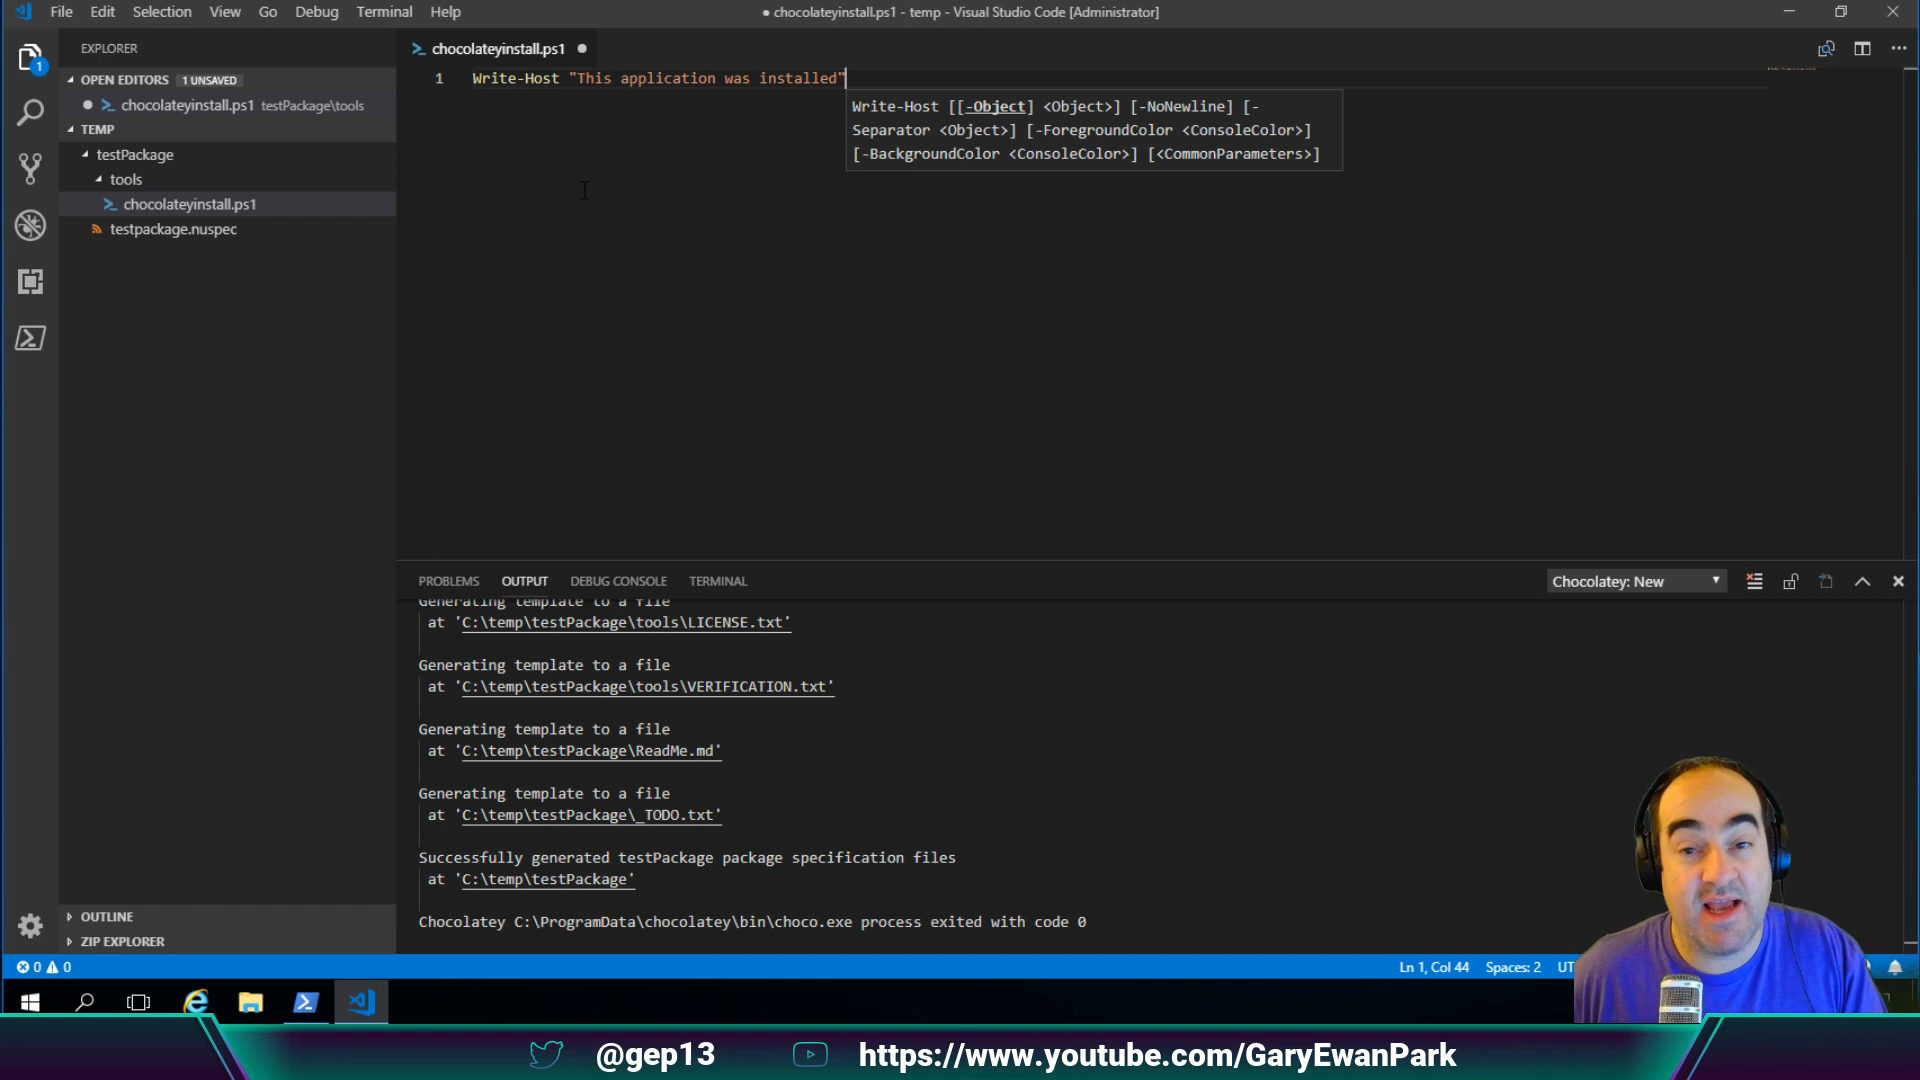 File Edit Selection View Go Debug Terminal Help
● chocolateyinstall.ps1 - temp - Visual Studio Code [Administrator]
EXPLORER
OPEN EDITORS 1 UNSAVED
chocolateyinstall.ps1 testPackage\tools
TEMP
testPackage
tools
chocolateyinstall.ps1
testpackage.nuspec
OUTLINE
ZIP EXPLORER
1
chocolateyinstall.ps1
1 Write-Host "This application was installed"
Write-Host [[-Object] <Object>] [-NoNewline] [-
Separator <Object>] [-ForegroundColor <ConsoleColor>]
[-BackgroundColor <ConsoleColor>] [<CommonParameters>]
PROBLEMS OUTPUT DEBUG CONSOLE TERMINAL
Chocolatey: New
Generating template to a file
at 'C:\temp\testPackage\tools\LICENSE.txt'
Generating template to a file
at 'C:\temp\testPackage\tools\VERIFICATION.txt'
Generating template to a file
at 'C:\temp\testPackage\ReadMe.md'
Generating template to a file
at 'C:\temp\testPackage\_TODO.txt'
Successfully generated testPackage package specification files
at 'C:\temp\testPackage'
Chocolatey C:\ProgramData\chocolatey\bin\choco.exe process exited with code 0
0 0
Ln 1, Col 44 Spaces: 2
@gep13
https://www.youtube.com/GaryEwanPark